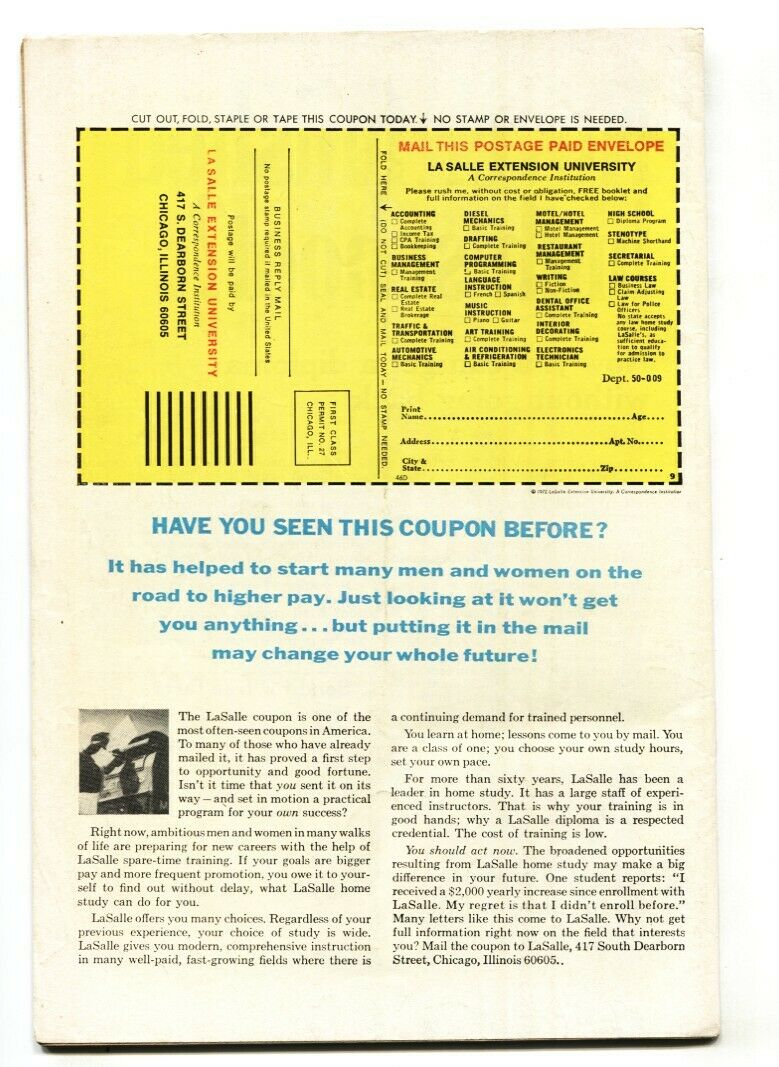 CUT OUT, FOLD, STAPLE OR TAPE THIS COUPON TODAY. ↓ NO STAMP OR ENVELOPE IS NEEDED.
LA SALLE EXTENSION UNIVERSITY
A Correspondence Institution
417 S. DEARBORN STREET
CHICAGO, ILLINOIS 60605
Postage will be paid by
BUSINESS REPLY MAIL
No postage stamp required if mailed in the United States
FIRST CLASS
PERMIT NO. 27
CHICAGO, ILL.
FOLD HERE → (DO NOT CUT) SEAL AND MAIL TODAY — NO STAMP NEEDED.
MAIL THIS POSTAGE PAID ENVELOPE
LA SALLE EXTENSION UNIVERSITY
A Correspondence Institution
Please rush me, without cost or obligation, FREE booklet and
full information on the field I have checked below:
ACCOUNTING
☐ Complete
Accounting
☐ Income Tax
☐ CPA Training
☐ Bookkeeping
BUSINESS
MANAGEMENT
☐ Management
Training
REAL ESTATE
☐ Complete Real
Estate
☐ Real Estate
Brokerage
TRAFFIC &
TRANSPORTATION
☐ Complete Training
AUTOMOTIVE
MECHANICS
☐ Basic Training
DIESEL
MECHANICS
☐ Basic Training
DRAFTING
☐ Complete Training
COMPUTER
PROGRAMMING
☐ Basic Training
LANGUAGE
INSTRUCTION
☐ French ☐ Spanish
MUSIC
INSTRUCTION
☐ Piano ☐ Guitar
ART TRAINING
☐ Complete Training
AIR CONDITIONING
& REFRIGERATION
☐ Basic Training
MOTEL/HOTEL
MANAGEMENT
☐ Motel Management
☐ Hotel Management
RESTAURANT
MANAGEMENT
☐ Management
Training
WRITING
☐ Fiction
☐ Non-Fiction
DENTAL OFFICE
ASSISTANT
☐ Complete Training
INTERIOR
DECORATING
☐ Complete Training
ELECTRONICS
TECHNICIAN
☐ Basic Training
HIGH SCHOOL
☐ Diploma Program
STENOTYPE
☐ Machine Shorthand
SECRETARIAL
☐ Complete Training
LAW COURSES
☐ Business Law
☐ Claim Adjusting
Law
☐ Law for Police
Officers
No state accepts
any law home study
course, including
LaSalle's, as
sufficient educa-
tion to qualify
for admission to
practice law.
Dept. 50-009
Print
Name.......... Age....
Address.......... Apt. No......
City &
State.......... Zip..........
46D
9
© 1972 LaSalle Extension University. A Correspondence Institution
HAVE YOU SEEN THIS COUPON BEFORE?
It has helped to start many men and women on the
road to higher pay. Just looking at it won't get
you anything...but putting it in the mail
may change your whole future!
The LaSalle coupon is one of the
most often-seen coupons in America.
To many of those who have already
mailed it, it has proved a first step
to opportunity and good fortune.
Isn't it time that you sent it on its
way — and set in motion a practical
program for your own success?
Right now, ambitious men and women in many walks
of life are preparing for new careers with the help of
LaSalle spare-time training. If your goals are bigger
pay and more frequent promotion, you owe it to your-
self to find out without delay, what LaSalle home
study can do for you.
LaSalle offers you many choices. Regardless of your
previous experience, your choice of study is wide.
LaSalle gives you modern, comprehensive instruction
in many well-paid, fast-growing fields where there is
a continuing demand for trained personnel.
You learn at home; lessons come to you by mail. You
are a class of one; you choose your own study hours,
set your own pace.
For more than sixty years, LaSalle has been a
leader in home study. It has a large staff of experi-
enced instructors. That is why your training is in
good hands; why a LaSalle diploma is a respected
credential. The cost of training is low.
You should act now. The broadened opportunities
resulting from LaSalle home study may make a big
difference in your future. One student reports: "I
received a $2,000 yearly increase since enrollment with
LaSalle. My regret is that I didn't enroll before."
Many letters like this come to LaSalle. Why not get
full information right now on the field that interests
you? Mail the coupon to LaSalle, 417 South Dearborn
Street, Chicago, Illinois 60605..